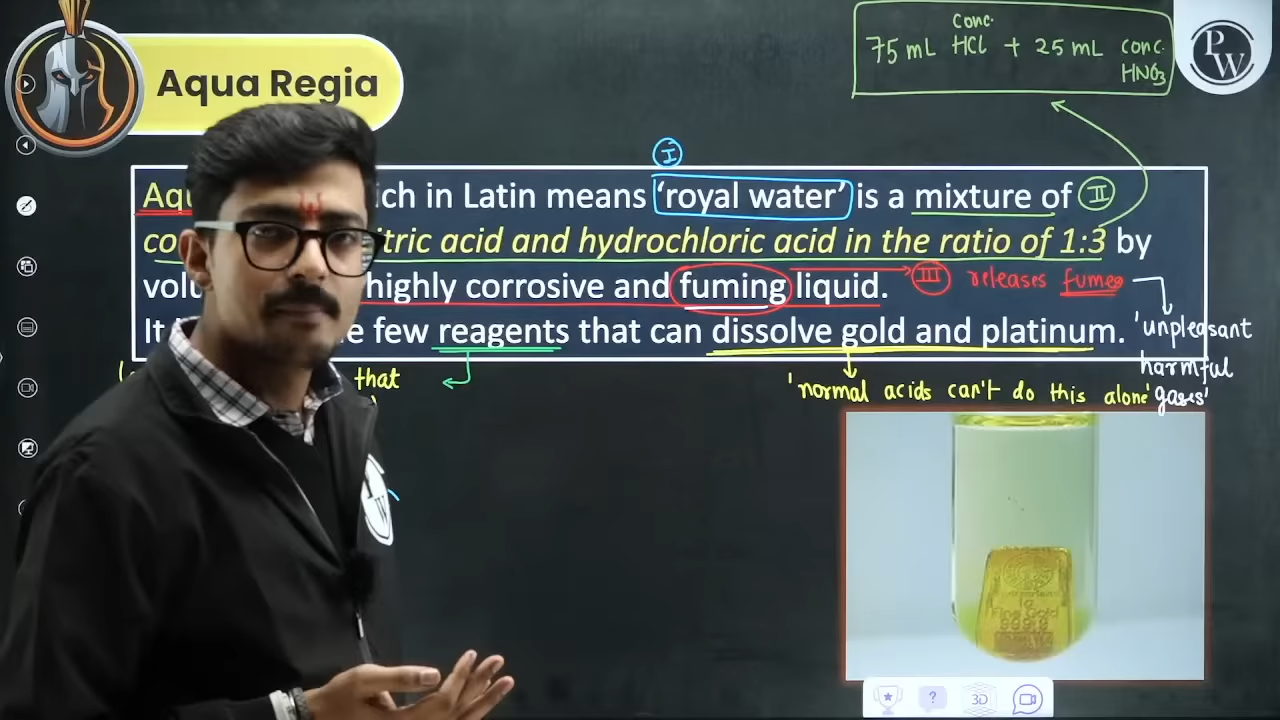 Aqua Regia
conc.
75 mL HCl + 25 mL conc.
HNO3
PW
I
Aq ich in Latin means ‘royal water’ is a mixture of II
co itric acid and hydrochloric acid in the ratio of 1:3 by
volu highly corrosive and fuming liquid. III releases fumes
It e few reagents that can dissolve gold and platinum. 'unpleasant
harmful
gases'
that
'normal acids can't do this alone'
Fine Gold
999.9
3D